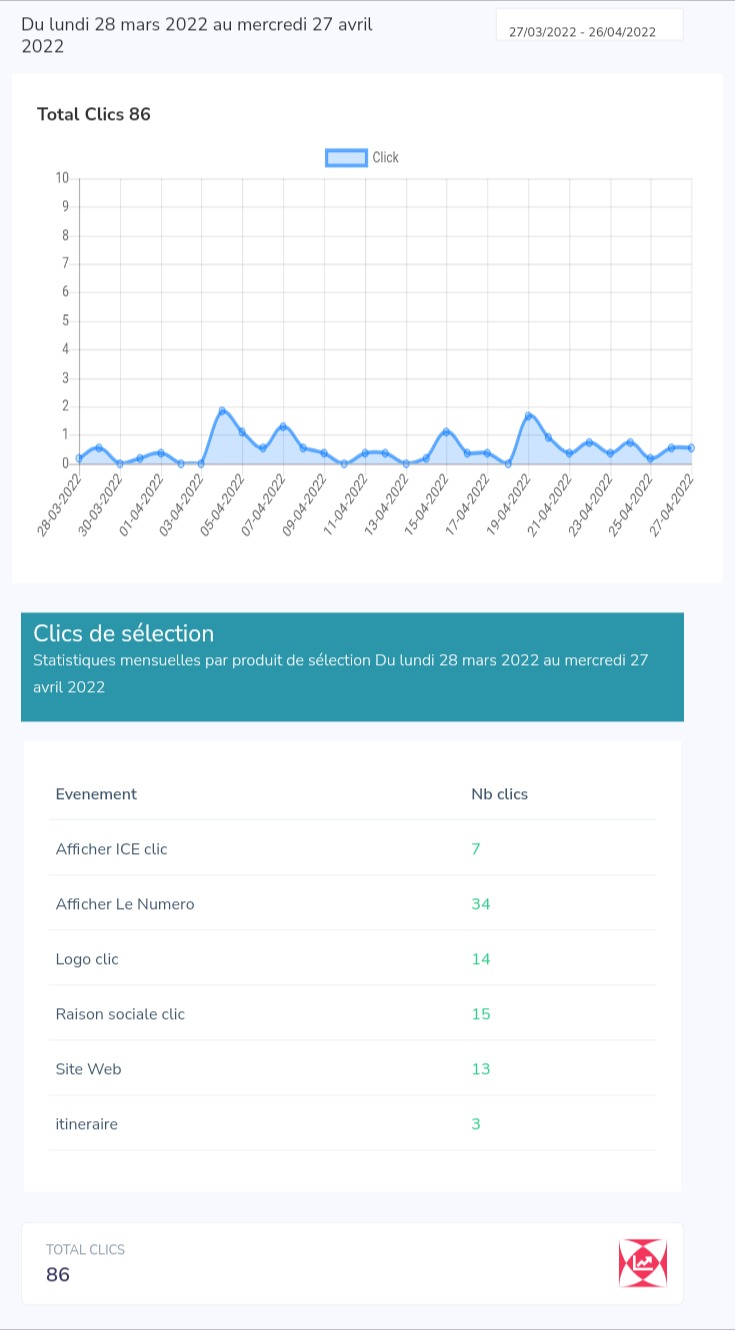 Du lundi 28 mars 2022 au mercredi 27 avril
2022
27/03/2022 - 26/04/2022
Total Clics 86
Click
10
9
8
7
6
5
4
3
2
1
0
28-03-2022
30-03-2022
01-04-2022
03-04-2022
05-04-2022
07-04-2022
09-04-2022
11-04-2022
13-04-2022
15-04-2022
17-04-2022
19-04-2022
21-04-2022
23-04-2022
25-04-2022
27-04-2022
Clics de sélection
Statistiques mensuelles par produit de sélection Du lundi 28 mars 2022 au mercredi 27
avril 2022
Evenement Nb clics
Afficher ICE clic 7
Afficher Le Numero 34
Logo clic 14
Raison sociale clic 15
Site Web 13
itineraire 3
TOTAL CLICS
86